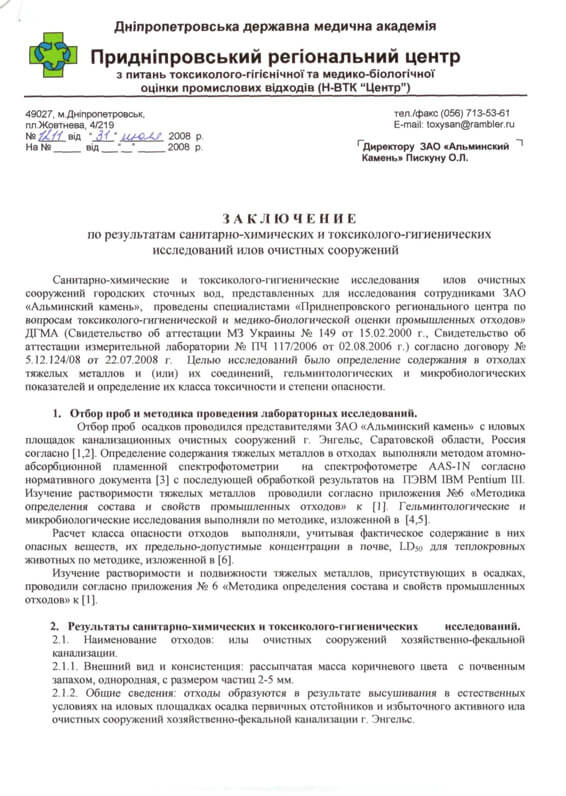 Дніпропетровська державна медична академія
Придніпровський регіональний центр
з питань токсиколого-гігієнічної та медико-біологічної
оцінки промислових відходів (Н-ВТК “Центр”)
49027, м.Дніпропетровськ,
пл.Жовтнева, 4/219
№ 1211 від “ 31 ” июля 2008 р.
На № _____ від ___“__”_____ 2008 р.
тел./факс (056) 713-53-61
E-mail: toxysan@rambler.ru
Директору ЗАО «Альминский
Камень» Пискуну О.Л.
З А К Л Ю Ч Е Н И Е
по результатам санитарно-химических и токсиколого-гигиенических
исследований илов очистных сооружений
Санитарно-химические и токсиколого-гигиенические исследования илов очистных
сооружений городских сточных вод, представленных для исследования сотрудниками ЗАО
«Альминский камень», проведены специалистами «Приднепровского регионального центра по
вопросам токсиколого-гигиенической и медико-биологической оценки промышленных отходов»
ДГМА (Свидетельство об аттестации МЗ Украины № 149 от 15.02.2000 г., Свидетельство об
аттестации измерительной лаборатории № ПЧ 117/2006 от 02.08.2006 г.) согласно договору №
5.12.124/08 от 22.07.2008 г. Целью исследований было определение содержания в отходах
тяжелых металлов и (или) их соединений, гельминтологических и микробиологических
показателей и определение их класса токсичности и степени опасности.
1. Отбор проб и методика проведения лабораторных исследований.
Отбор проб осадков проводился представителями ЗАО «Альминский камень» с иловых
площадок канализационных очистных сооружений г. Энгельс, Саратовской области, Россия
согласно [1,2]. Определение содержания тяжелых металлов в отходах выполняли методом атомно-
абсорбционной пламенной спектрофотометрии на спектрофотометре AAS-1N согласно
нормативного документа [3] с последующей обработкой результатов на ПЭВМ IBM Pentium III.
Изучение растворимости тяжелых металлов проводили согласно приложения №6 «Методика
определения состава и свойств промышленных отходов» к [1]. Гельминтологические и
микробиологические исследования выполняли по методике, изложенной в [4,5].
Расчет класса опасности отходов выполняли, учитывая фактическое содержание в них
опасных веществ, их предельно-допустимые концентрации в почве, LD50 для теплокровных
животных по методике, изложенной в [6].
Изучение растворимости и подвижности тяжелых металлов, присутствующих в осадках,
проводили согласно приложения № 6 «Методика определения состава и свойств промышленных
отходов» к [1].
2. Результаты санитарно-химических и токсиколого-гигиенических исследований.
2.1. Наименование отходов: илы очистных сооружений хозяйственно-фекальной
канализации.
2.1.1. Внешний вид и консистенция: рассыпчатая масса коричневого цвета с почвенным
запахом, однородная, с размером частиц 2-5 мм.
2.1.2. Общие сведения: отходы образуются в результате высушивания в естественных
условиях на иловых площадках осадка первичных отстойников и избыточного активного ила
очистных сооружений хозяйственно-фекальной канализации г. Энгельс.